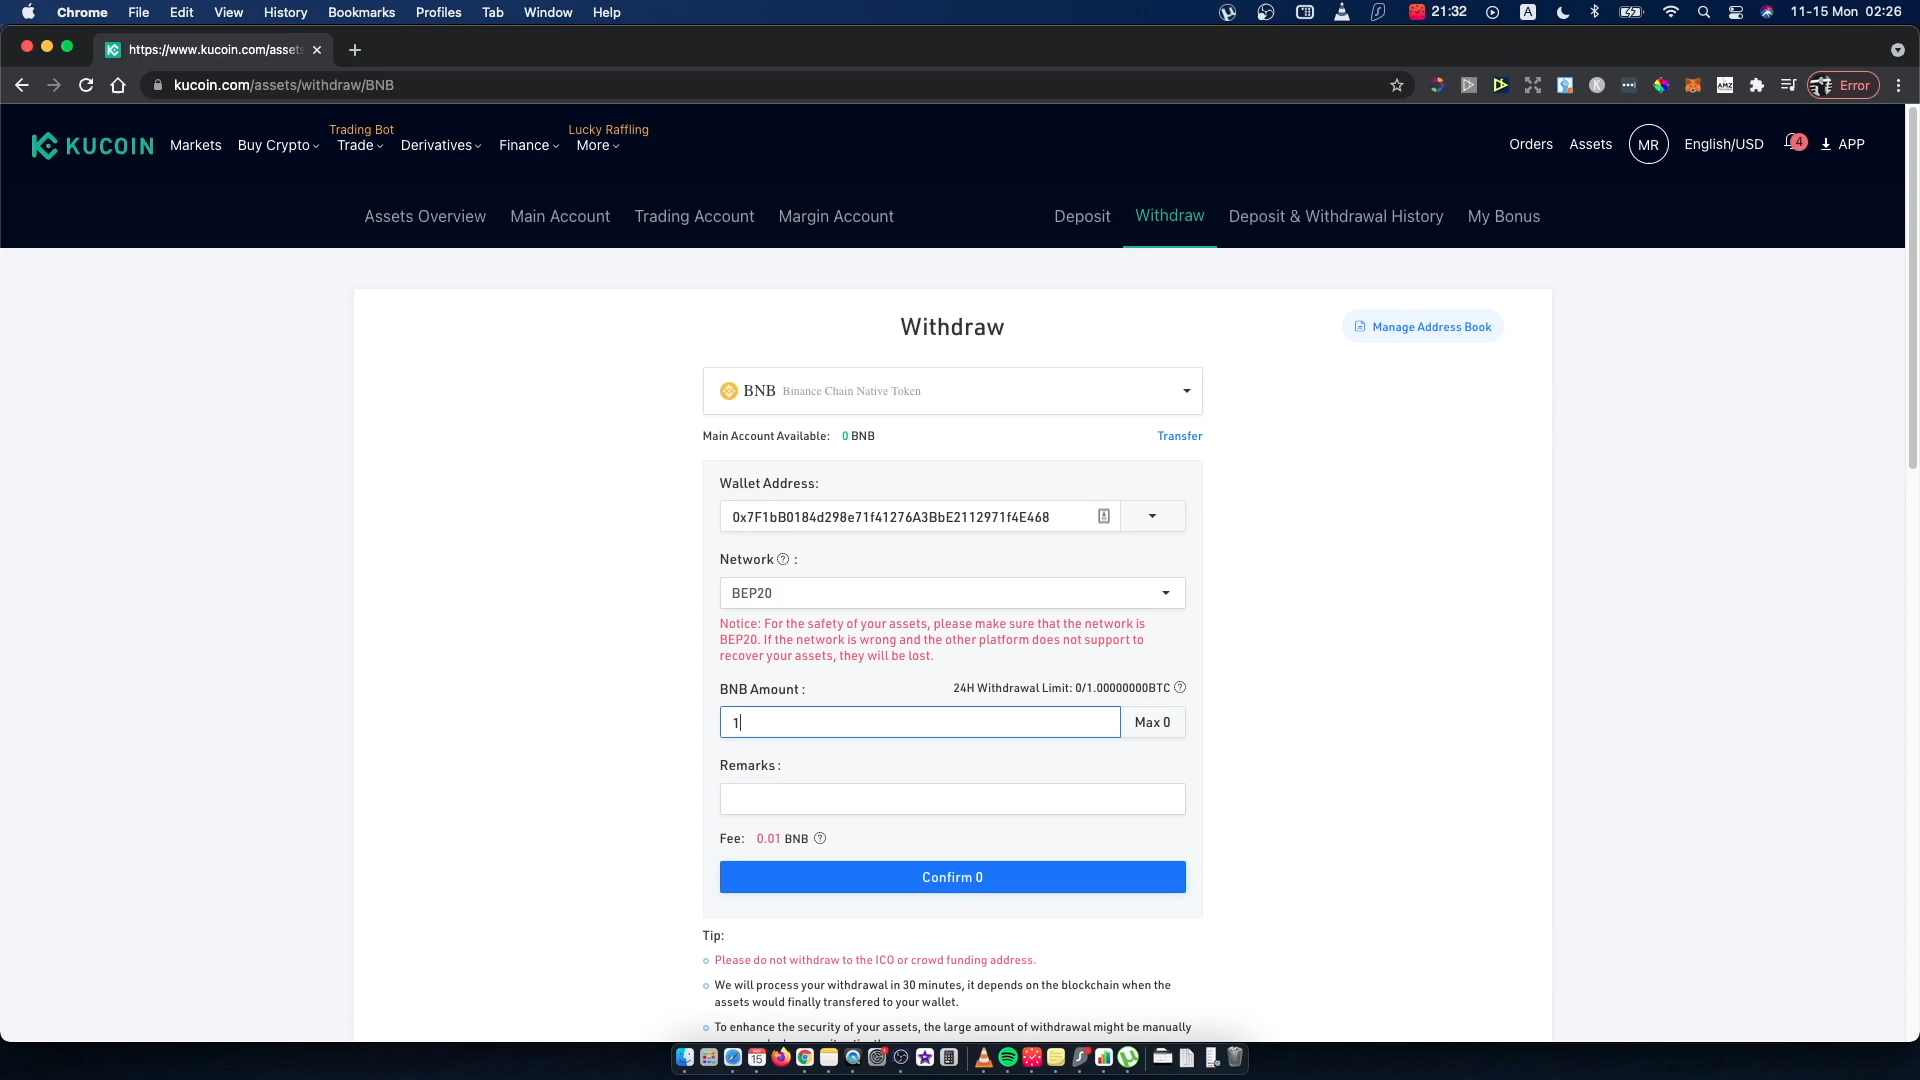 Chrome File Edit View History Bookmarks Profiles Tab Window Help 21:32 A 11-15 Mon 02:26
https://www.kucoin.com/asset
kucoin.com/assets/withdraw/BNB AMZ Error
Trading Bot Lucky Raffling
KUCOIN Markets Buy Crypto Trade Derivatives Finance More Orders Assets MR English/USD 4 APP
Assets Overview Main Account Trading Account Margin Account Deposit Withdraw Deposit & Withdrawal History My Bonus
Withdraw
Manage Address Book
BNB Binance Chain Native Token
Main Account Available: 0 BNB Transfer
Wallet Address:
0x7F1bB0184d298e71f41276A3BbE2112971f4E468
Network ? :
BEP20
Notice: For the safety of your assets, please make sure that the network is
BEP20. If the network is wrong and the other platform does not support to
recover your assets, they will be lost.
BNB Amount : 24H Withdrawal Limit: 0/1.00000000BTC ?
1 Max 0
Remarks :
Fee: 0.01 BNB ?
Confirm 0
Tip:
Please do not withdraw to the ICO or crowd funding address.
We will process your withdrawal in 30 minutes, it depends on the blockchain when the
assets would finally transfered to your wallet.
To enhance the security of your assets, the large amount of withdrawal might be manually
15